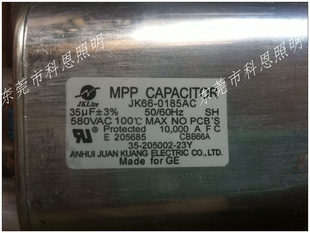 MPP CAPACITOR
JKLite
JK66-0185AC
35μF±3% 50/60Hz SH
580VAC 100℃ MAX NO PCB'S
Protected 10,000 A F C
E 205685 CBB66A
35-205002-23Y
ANHUI JUAN KUANG ELECTRIC CO., LTD.
Made for GE
东莞市科恩照明
东莞市科恩照明